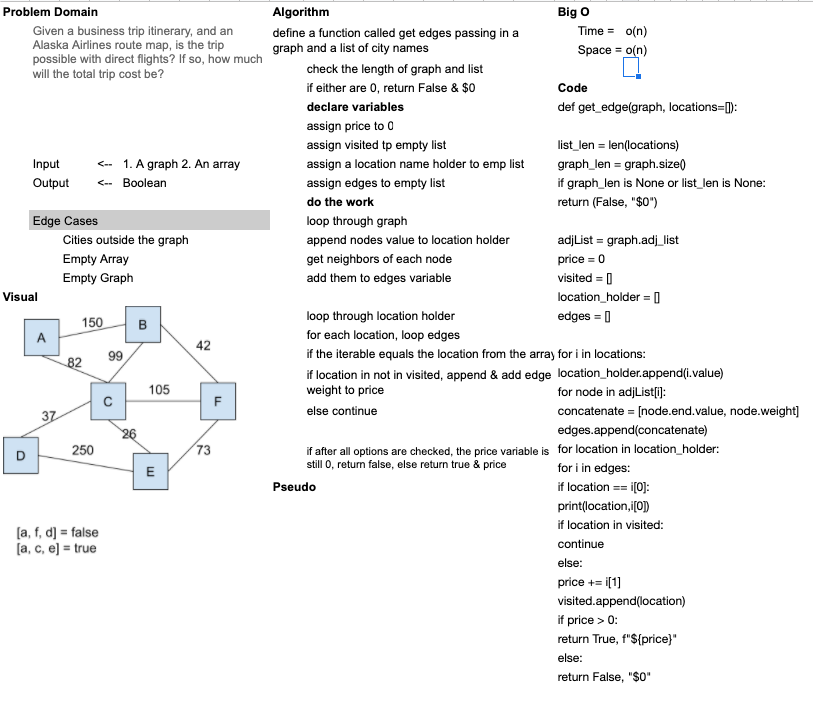 Problem Domain
Given a business trip itinerary, and an
Alaska Airlines route map, is the trip
possible with direct flights? If so, how much
will the total trip cost be?
Input <-- 1. A graph 2. An array
Output <-- Boolean
Edge Cases
Cities outside the graph
Empty Array
Empty Graph
Visual
150
B
A
42
99
82
105
C
F
37
26
250
73
D
E
[a, f, d] = false
[a, c, e] = true
Algorithm
define a function called get edges passing in a
graph and a list of city names
check the length of graph and list
if either are 0, return False & $0
declare variables
assign price to 0
assign visited tp empty list
assign a location name holder to emp list
assign edges to empty list
do the work
loop through graph
append nodes value to location holder
get neighbors of each node
add them to edges variable
loop through location holder
for each location, loop edges
if the iterable equals the location from the array
if location in not in visited, append & add edge
weight to price
else continue
if after all options are checked, the price variable is
still 0, return false, else return true & price
Pseudo
Big O
Time = o(n)
Space = o(n)
Code
def get_edge(graph, locations=[]):
list_len = len(locations)
graph_len = graph.size()
if graph_len is None or list_len is None:
return (False, "$0")
adjList = graph.adj_list
price = 0
visited = []
location_holder = []
edges = []
for i in locations:
location_holder.append(i.value)
for node in adjList[i]:
concatenate = [node.end.value, node.weight]
edges.append(concatenate)
for location in location_holder:
for i in edges:
if location == i[0]:
print(location,i[0])
if location in visited:
continue
else:
price += i[1]
visited.append(location)
if price > 0:
return True, f"${price}"
else:
return False, "$0"